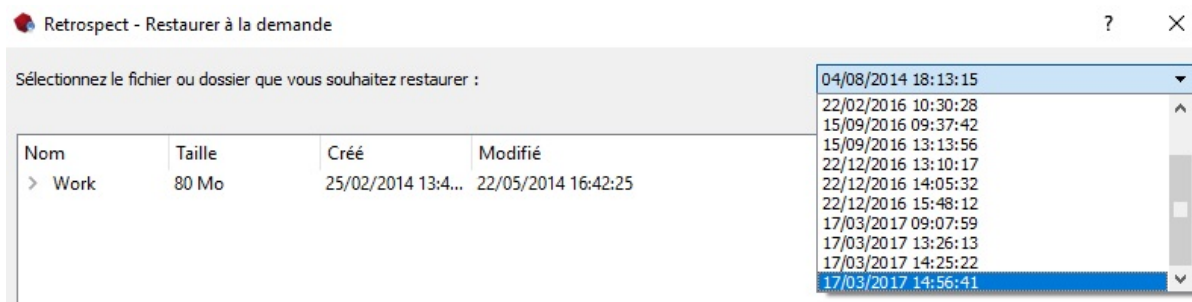 Retrospect - Restaurer à la demande ?
Sélectionnez le fichier ou dossier que vous souhaitez restaurer :
04/08/2014 18:13:15
22/02/2016 10:30:28
15/09/2016 09:37:42
15/09/2016 13:13:56
22/12/2016 13:10:17
22/12/2016 14:05:32
22/12/2016 15:48:12
17/03/2017 09:07:59
17/03/2017 13:26:13
17/03/2017 14:25:22
17/03/2017 14:56:41
Nom Taille Créé Modifié
Work 80 Mo 25/02/2014 13:4... 22/05/2014 16:42:25